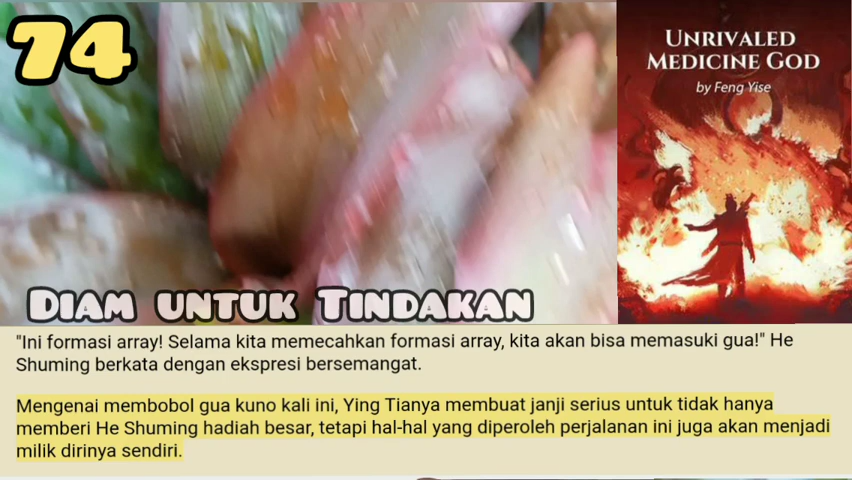 74
UNRIVALED
MEDICINE GOD
by Feng Yise
DIAM UNTUK TINDAKAN
"Ini formasi array! Selama kita memecahkan formasi array, kita akan bisa memasuki gua!" He
Shuming berkata dengan ekspresi bersemangat.
Mengenai membobol gua kuno kali ini, Ying Tianya membuat janji serius untuk tidak hanya
memberi He Shuming hadiah besar, tetapi hal-hal yang diperoleh perjalanan ini juga akan menjadi
milik dirinya sendiri.